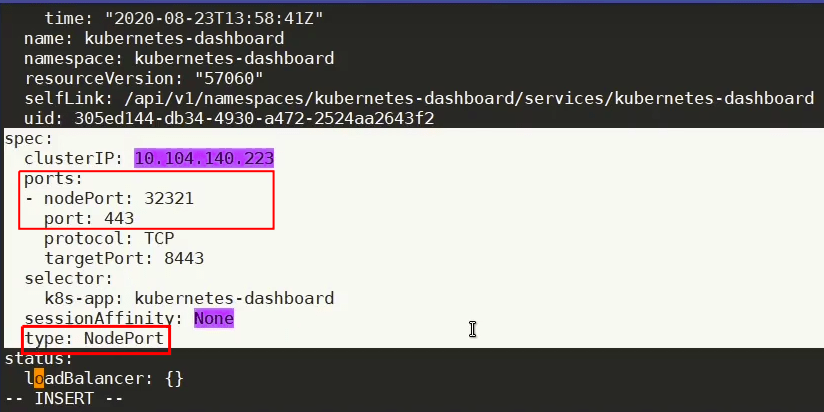 time: "2020-08-23T13:58:41Z"
name: kubernetes-dashboard
namespace: kubernetes-dashboard
resourceVersion: "57060"
selfLink: /api/v1/namespaces/kubernetes-dashboard/services/kubernetes-dashboard
uid: 305ed144-db34-4930-a472-2524aa2643f2
spec:
clusterIP: 10.104.140.223
ports:
- nodePort: 32321
port: 443
protocol: TCP
targetPort: 8443
selector:
k8s-app: kubernetes-dashboard
sessionAffinity: None
type: NodePort
status:
loadBalancer: {}
-- INSERT --